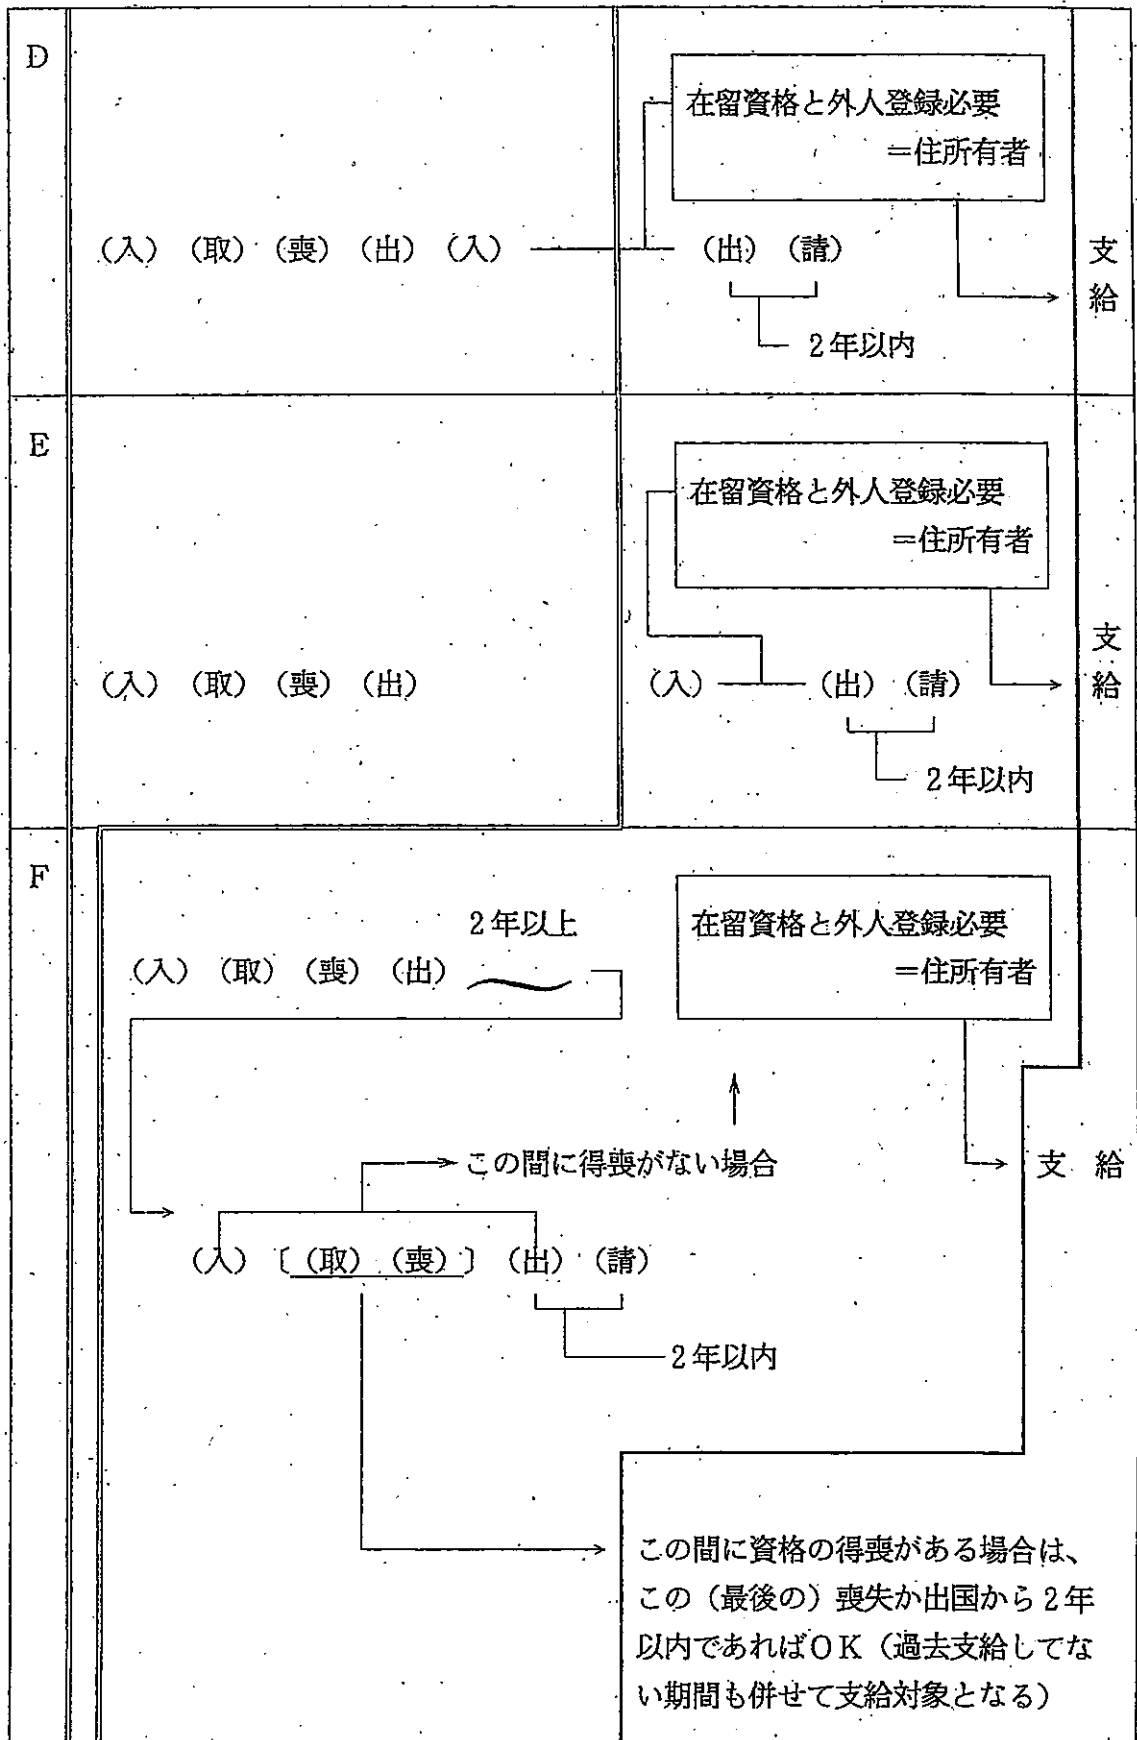 D
在留資格と外人登録必要
＝住所有者
（入）（取）（喪）（出）（入）（出）（請）
2年以内
支給
E
在留資格と外人登録必要
＝住所有者
（入）（取）（喪）（出）（入）（出）（請）
2年以内
支給
F
2年以上
（入）（取）（喪）（出）
在留資格と外人登録必要
＝住所有者
この間に得喪がない場合
支 給
（入）〔（取）（喪）〕（出）（請）
2年以内
この間に資格の得喪がある場合は、
この（最後の）喪失か出国から2年
以内であればOK（過去支給してな
い期間も併せて支給対象となる）